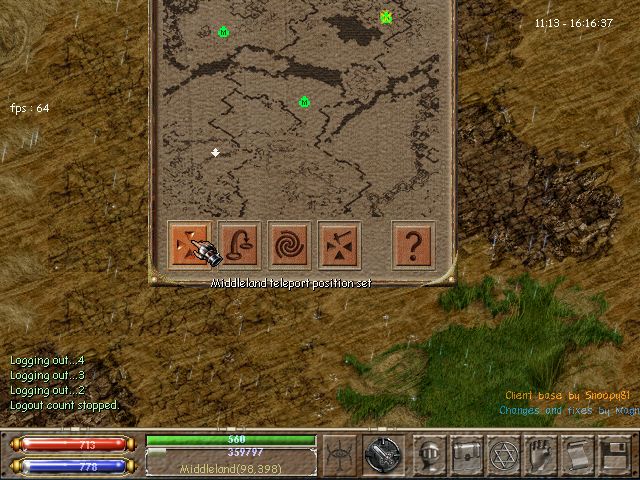 M
11:13 - 16:16:37
fps : 64
M
?
Middleland teleport position set
Logging out...4
Logging out...3
Logging out...2
Logout count stopped.
Client base by Snoopy81
Changes and fixes by Magn
713
560
359797
778
Middleland(98,398)